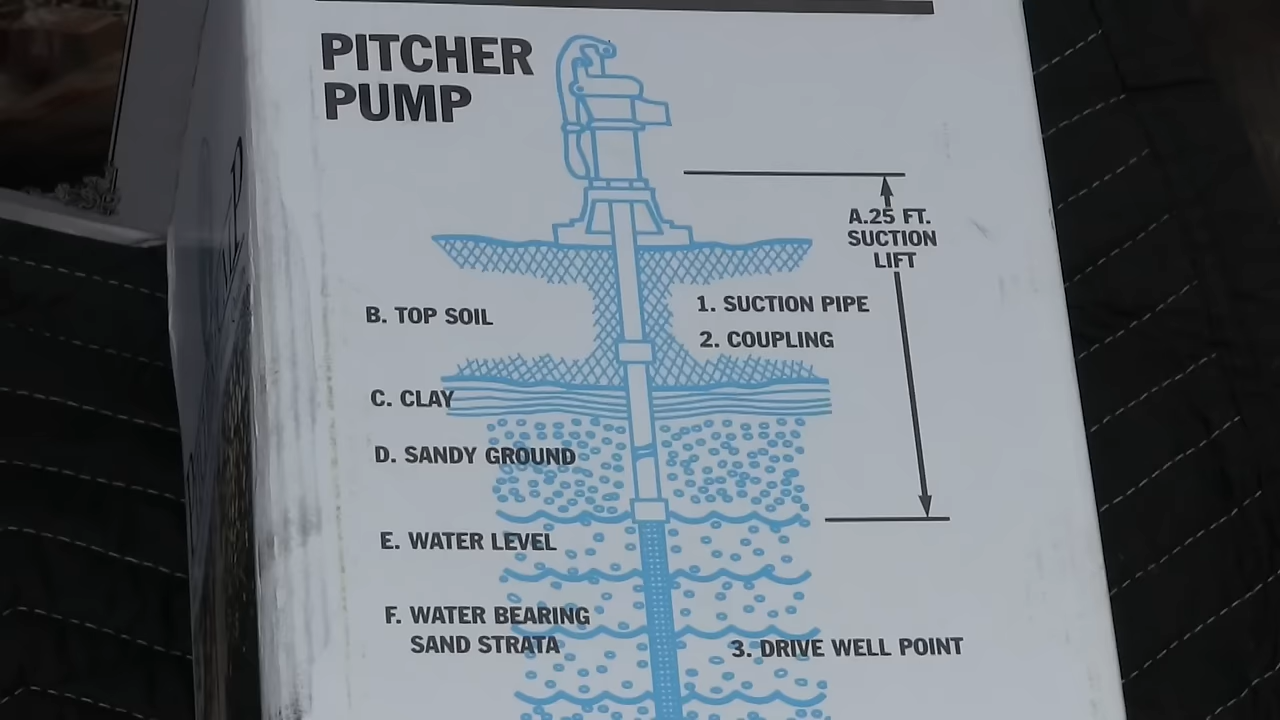 PITCHER
PUMP
A.25 FT.
SUCTION
LIFT
B. TOP SOIL
1. SUCTION PIPE
2. COUPLING
C. CLAY
D. SANDY GROUND
E. WATER LEVEL
F. WATER BEARING
SAND STRATA
3. DRIVE WELL POINT